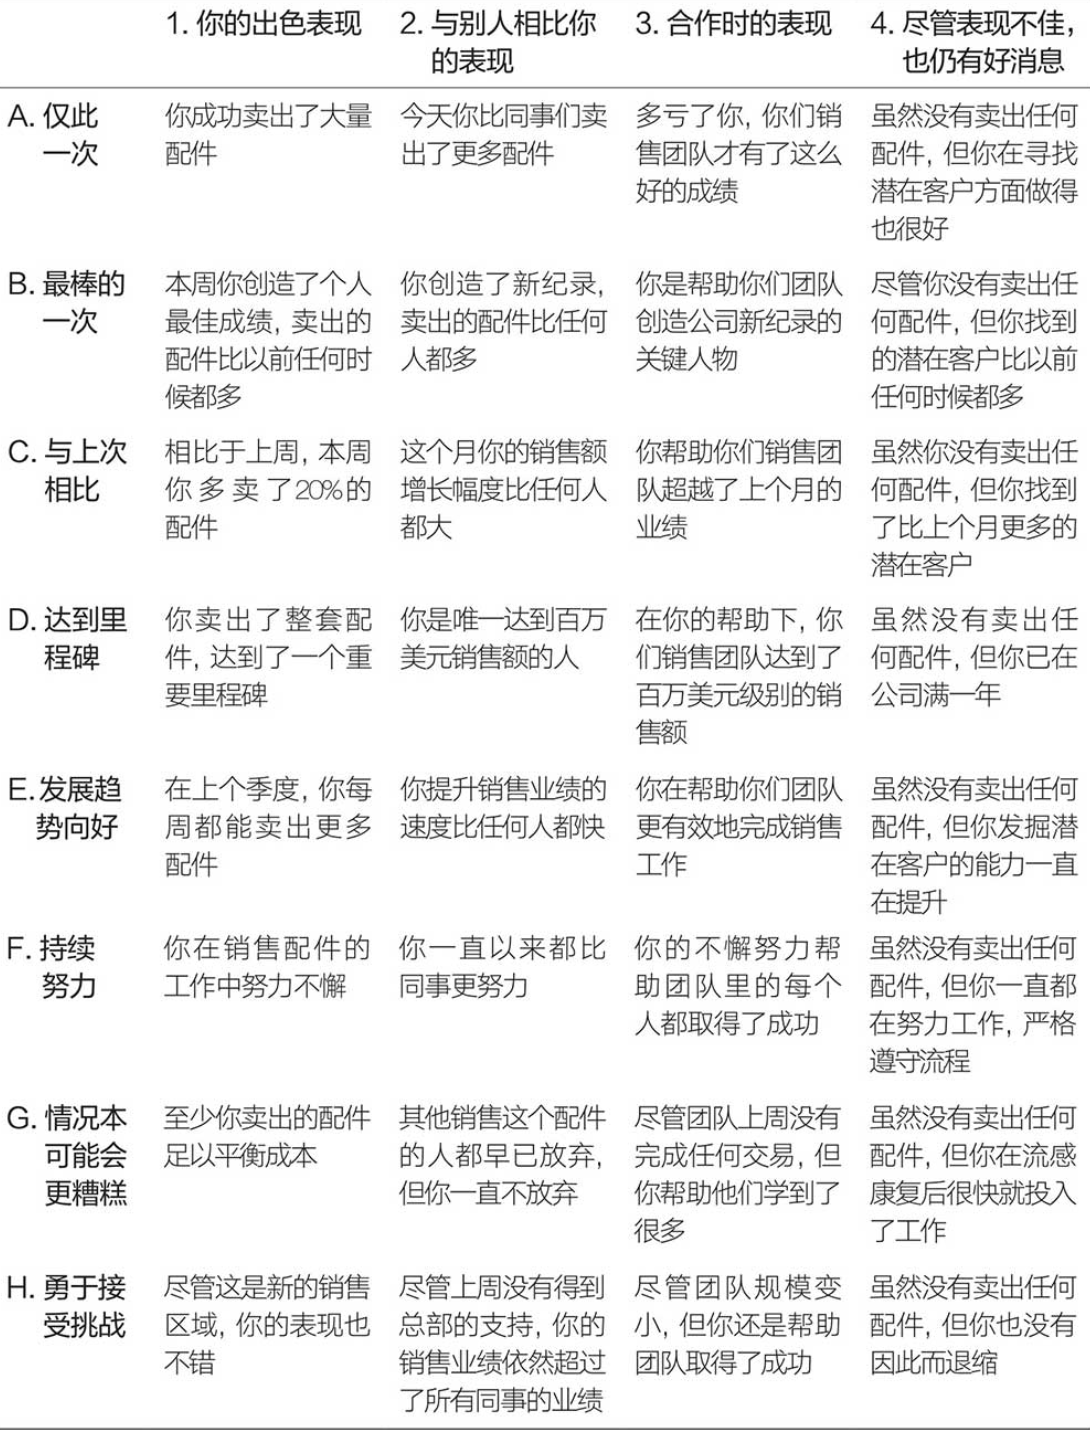 1. 你的出色表现
2. 与别人相比你
的表现
3. 合作时的表现
4. 尽管表现不佳，
也仍有好消息
A. 仅此
一次
你成功卖出了大量
配件
今天你比同事们卖
出了更多配件
多亏了你，你们销
售团队才有了这么
好的成绩
虽然没有卖出任何
配件，但你在寻找
潜在客户方面做得
也很好
B. 最棒的
一次
本周你创造了个人
最佳成绩，卖出的
配件比以前任何时
候都多
你创造了新纪录，
卖出的配件比任何
人都多
你是帮助你们团队
创造公司新纪录的
关键人物
尽管你没有卖出任
何配件，但你找到
的潜在客户比以前
任何时候都多
C. 与上次
相比
相比于上周，本周
你多卖了20%的
配件
这个月你的销售额
增长幅度比任何人
都大
你帮助你们销售团
队超越了上个月的
业绩
虽然你没有卖出任
何配件，但你找到
了比上个月更多的
潜在客户
D. 达到里
程碑
你卖出了整套配
件，达到了一个重
要里程碑
你是唯一达到百万
美元销售额的人
在你的帮助下，你
们销售团队达到了
百万美元级别的销
售额
虽然没有卖出任
何配件，但你已在
公司满一年
E. 发展趋
势向好
在上个季度，你每
周都能卖出更多
配件
你提升销售业绩的
速度比任何人都快
你在帮助你们团队
更有效地完成销售
工作
虽然没有卖出任何
配件，但你发掘潜
在客户的能力一直
在提升
F. 持续
努力
你在销售配件的
工作中努力不懈
你一直以来都比
同事更努力
你的不懈努力帮
助团队里的每个
人都取得了成功
虽然没有卖出任何
配件，但你一直都
在努力工作，严格
遵守流程
G. 情况本
可能会
更糟糕
至少你卖出的配件
足以平衡成本
其他销售这个配件
的人都早已放弃，
但你一直不放弃
尽管团队上周没有
完成任何交易，但
你帮助他们学到了
很多
虽然没有卖出任何
配件，但你在流感
康复后很快就投入
了工作
H. 勇于接
受挑战
尽管这是新的销售
区域，你的表现也
不错
尽管上周没有得到
总部的支持，你的
销售业绩依然超过
了所有同事的业绩
尽管团队规模变
小，但你还是帮助
团队取得了成功
虽然没有卖出任何
配件，但你也没有
因此而退缩